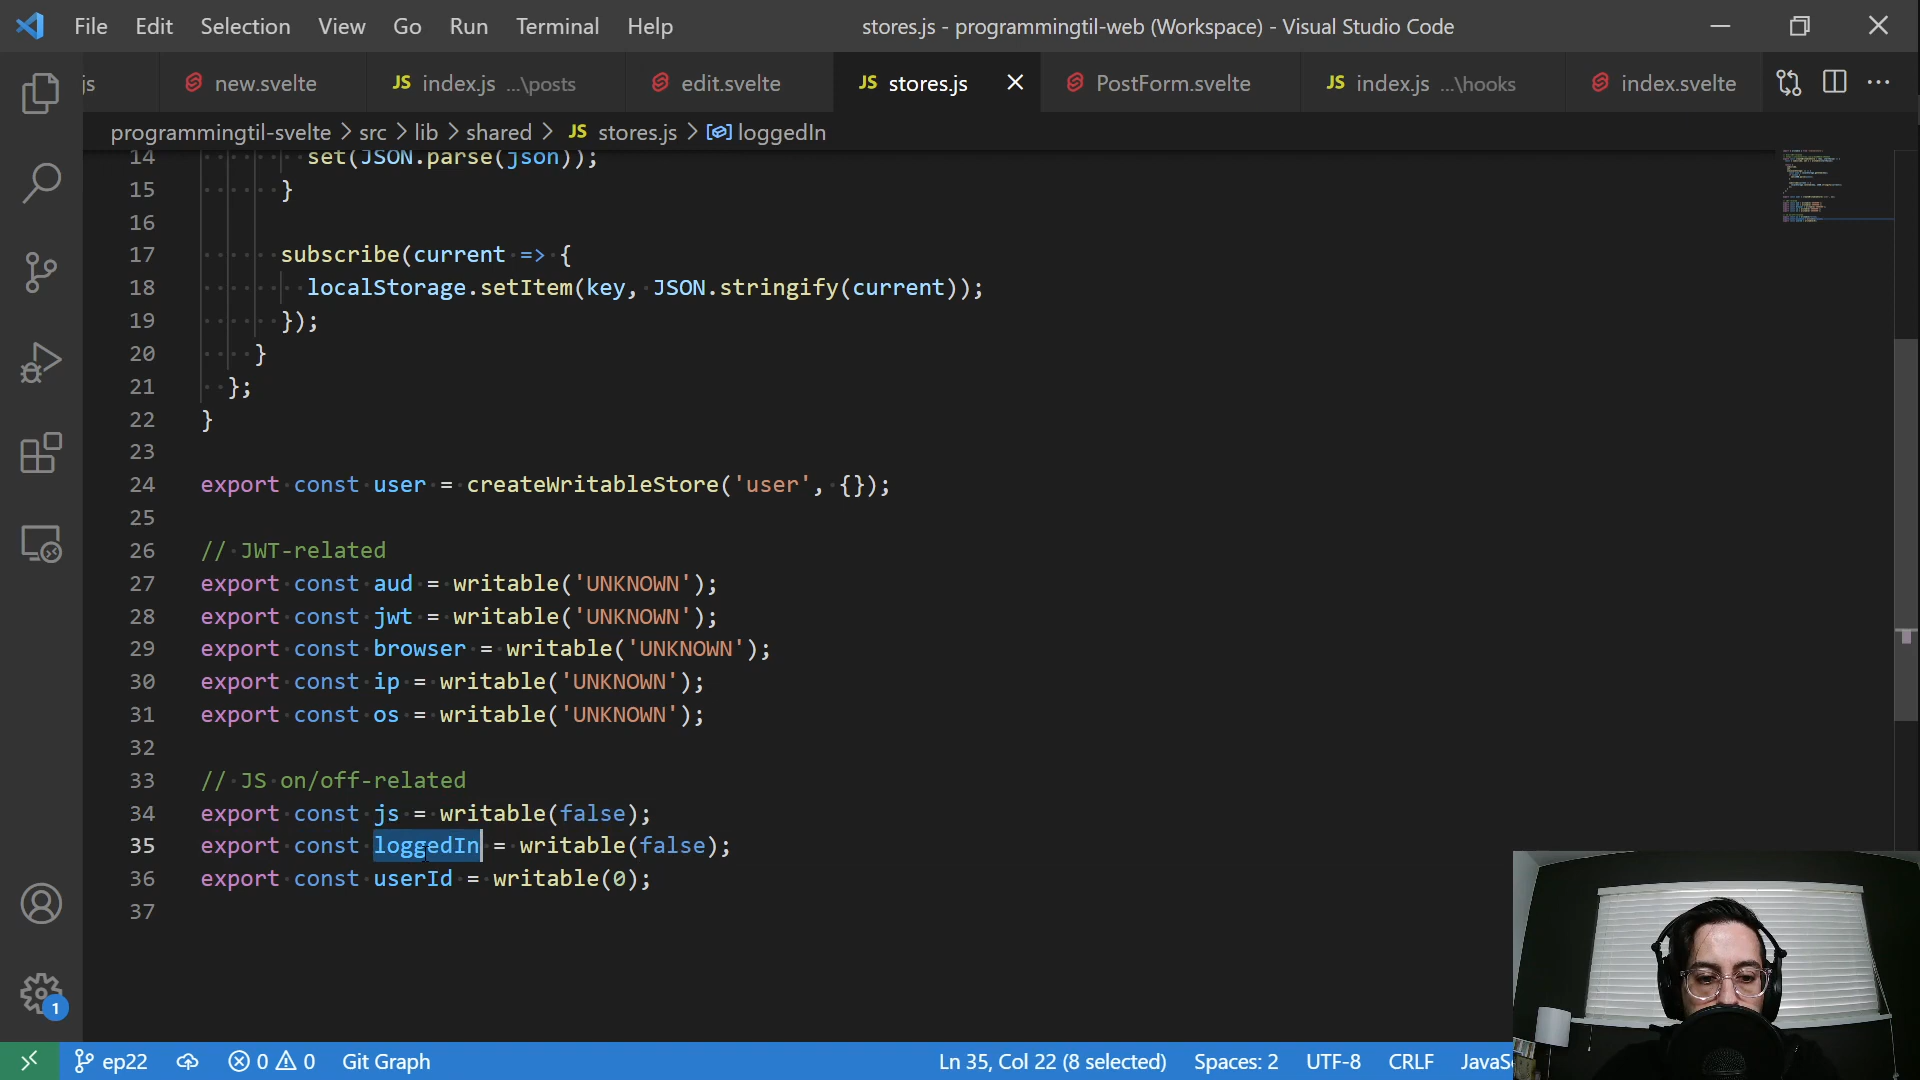 File Edit Selection View Go Run Terminal Help
stores.js - programmingtil-web (Workspace) - Visual Studio Code
js
new.svelte
JS index.js ...\posts
edit.svelte
JS stores.js
PostForm.svelte
JS index.js ...\hooks
index.svelte
programmingtil-svelte > src > lib > shared > JS stores.js > loggedIn
14 set(JSON.parse(json));
15 }
16
17 subscribe(current => {
18 localStorage.setItem(key, JSON.stringify(current));
19 });
20 }
21 };
22 }
23
24 export const user = createWritableStore('user', {});
25
26 // JWT-related
27 export const aud = writable('UNKNOWN');
28 export const jwt = writable('UNKNOWN');
29 export const browser = writable('UNKNOWN');
30 export const ip = writable('UNKNOWN');
31 export const os = writable('UNKNOWN');
32
33 // JS on/off-related
34 export const js = writable(false);
35 export const loggedIn = writable(false);
36 export const userId = writable(0);
37
1
ep22 0 0 Git Graph Ln 35, Col 22 (8 selected) Spaces: 2 UTF-8 CRLF JavaS